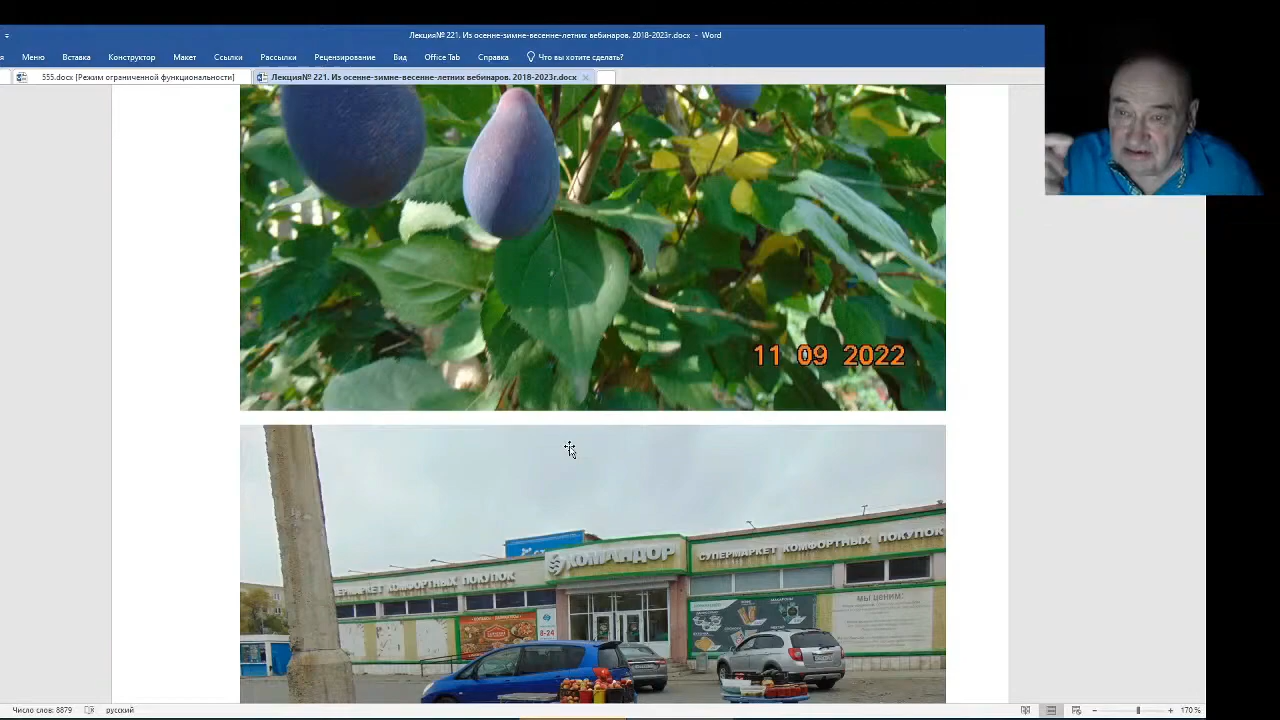 Лекция№ 221. Из осенне-зимне-весенне-летних вебинаров. 2018-2023г.docx - Word
Меню Вставка Конструктор Макет Ссылки Рассылки Рецензирование Вид Office Tab Справка Что вы хотите сделать?
555.docx [Режим ограниченной функциональности] Лекция№ 221. Из осенне-зимне-весенне-летних вебинаров. 2018-2023г.docx
11 09 2022
КОМАНДОР
СУПЕРМАРКЕТ КОМФОРТНЫХ ПОКУПОК
ЕРМАРКЕТ КОМФОРТНЫХ ПОКУПОК
МЫ ЦЕНИМ:
8-24
Число слов: 8879 русский 170 %